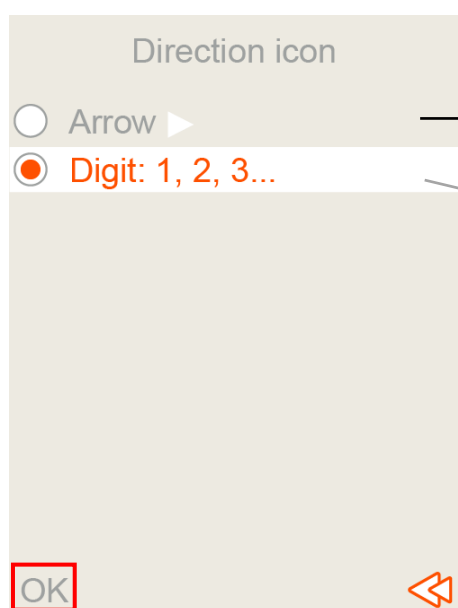 Direction icon
Arrow
Digit: 1, 2, 3...
OK